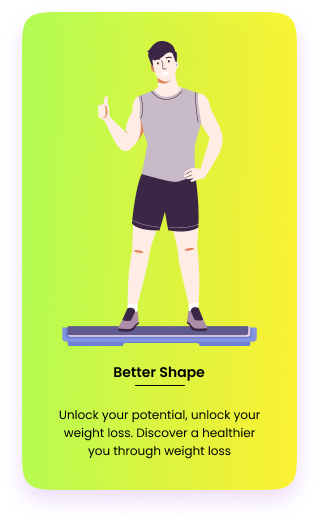 Better Shape
Unlock your potential, unlock your
weight loss. Discover a healthier
you through weight loss